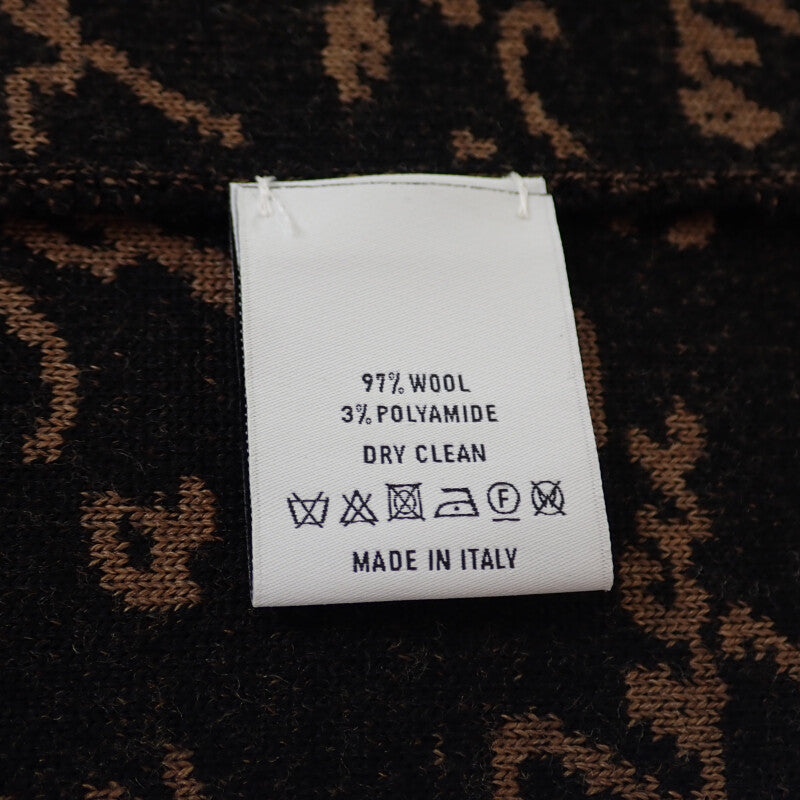 97% WOOL
3% POLYAMIDE
DRY CLEAN
F
MADE IN ITALY